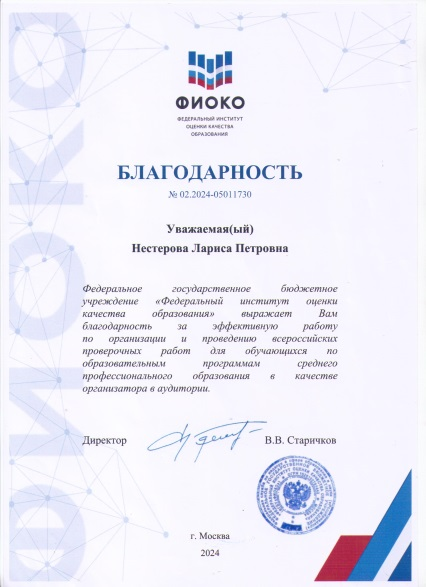 ФИОКО
ФЕДЕРАЛЬНЫЙ ИНСТИТУТ
ОЦЕНКИ КАЧЕСТВА
ОБРАЗОВАНИЯ
БЛАГОДАРНОСТЬ
№ 02.2024-05011730
Уважаемая(ый)
Нестерова Лариса Петровна
Федеральное государственное бюджетное
учреждение «Федеральный институт оценки
качества образования» выражает Вам
благодарность за эффективную работу
по организации и проведению всероссийских
проверочных работ для обучающихся по
образовательным программам среднего
профессионального образования в качестве
организатора в аудитории.
Директор В.В. Старичков
г. Москва
2024
ФИОКО